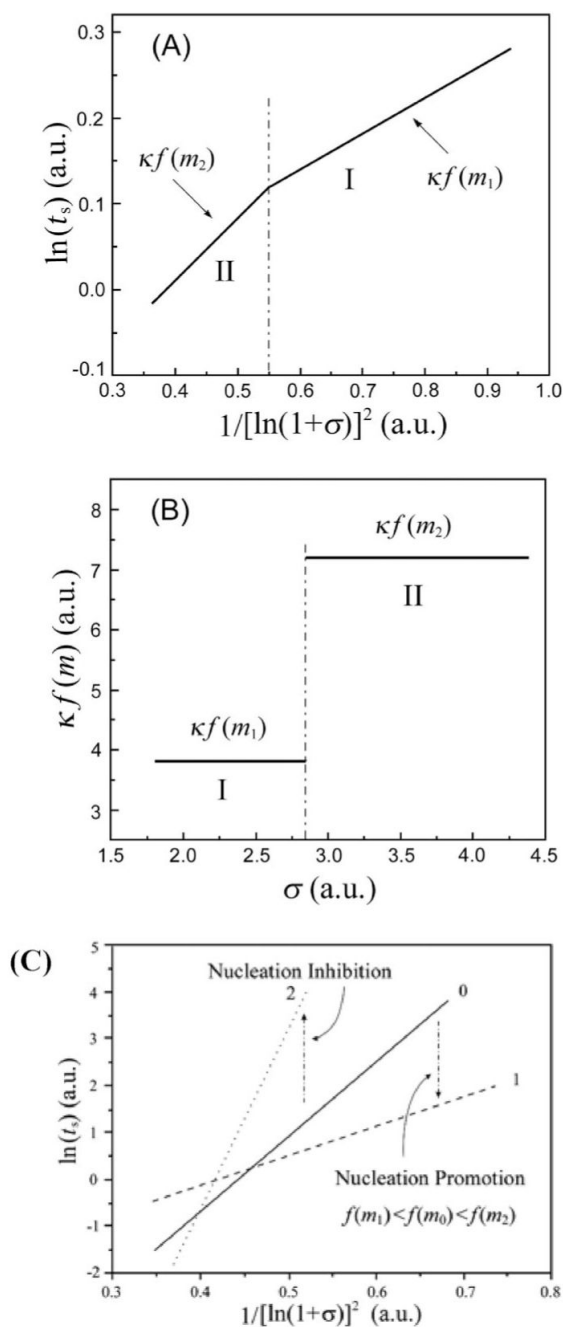 (A)
0.3
0.2
0.1
0.0
-0.1
ln(tₛ) (a.u.)
κf(m₂)
I
κf(m₁)
II
0.3 0.4 0.5 0.6 0.7 0.8 0.9 1.0
1/[ln(1+σ)]² (a.u.)
(B)
8
7
6
5
4
3
κf(m) (a.u.)
κf(m₂)
II
κf(m₁)
I
1.5 2.0 2.5 3.0 3.5 4.0 4.5
σ (a.u.)
(C)
5
4
3
2
1
0
-1
-2
ln(tₛ) (a.u.)
Nucleation Inhibition
2
0
1
Nucleation Promotion
f(m₁)<f(m₀)<f(m₂)
0.3 0.4 0.5 0.6 0.7 0.8
1/[ln(1+σ)]² (a.u.)